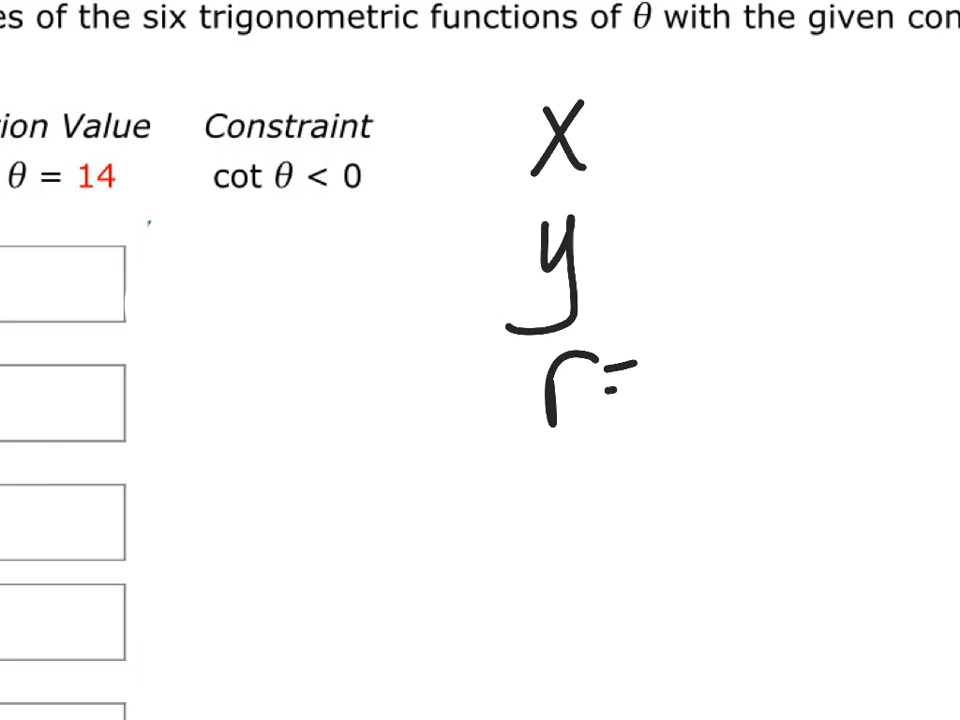 es of the six trigonometric functions of θ with the given con
ion Value Constraint
θ = 14 cot θ < 0
x
y
r=